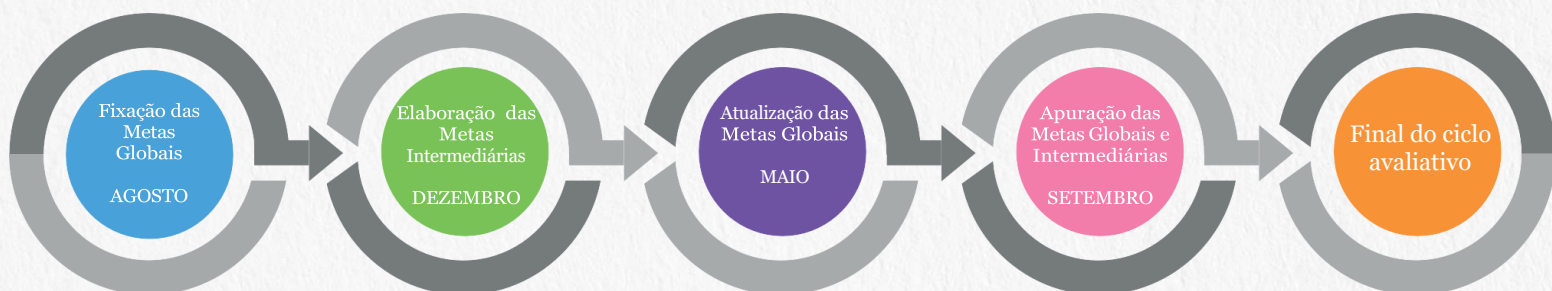 Fixação das
Metas
Globais
AGOSTO
Elaboração das
Metas
Intermediárias
DEZEMBRO
Atualização das
Metas Globais
MAIO
Apuração das
Metas Globais e
Intermediárias
SETEMBRO
Final do ciclo
avaliativo